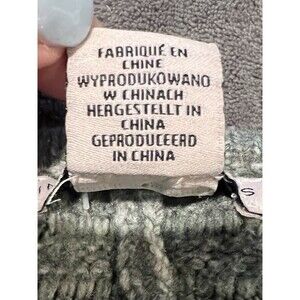 FABRIQUÉ EN
CHINE
WYPRODUKOWANO
W CHINACH
HERGESTELLT IN
CHINA
GEPRODUCEERD
IN CHINA
S